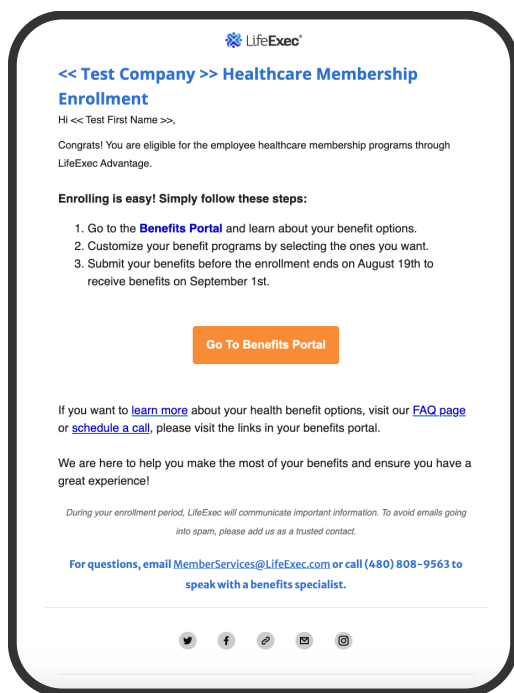 LifeExec®
<< Test Company >> Healthcare Membership
Enrollment
Hi << Test First Name >>,
Congrats! You are eligible for the employee healthcare membership programs through
LifeExec Advantage.
Enrolling is easy! Simply follow these steps:
1. Go to the Benefits Portal and learn about your benefit options.
2. Customize your benefit programs by selecting the ones you want.
3. Submit your benefits before the enrollment ends on August 19th to
receive benefits on September 1st.
Go To Benefits Portal
If you want to learn more about your health benefit options, visit our FAQ page
or schedule a call, please visit the links in your benefits portal.
We are here to help you make the most of your benefits and ensure you have a
great experience!
During your enrollment period, LifeExec will communicate important information. To avoid emails going
into spam, please add us as a trusted contact.
For questions, email MemberServices@LifeExec.com or call (480) 808-9563 to
speak with a benefits specialist.